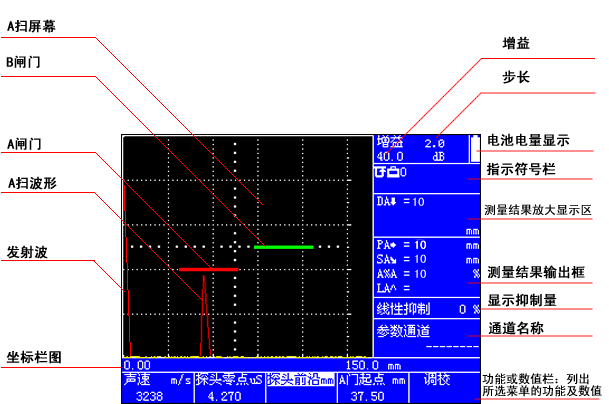 A扫屏幕
B闸门
A闸门
A扫波形
发射波
坐标栏图
增益
步长
电池电量显示
指示符号栏
测量结果放大显示区
测量结果输出框
显示抑制量
通道名称
功能或数值栏：列出
所选菜单的功能及数值
增益 2.0
40.0 dB
DA = 10
mm
PA = 10 mm
SA = 10 mm
A%A = 10 %
LA^ =
线性抑制 0 %
参数通道
--------
0.00 150.0 mm
声速 m/s 探头零点uS 探头前沿mm A门起点 mm 调校
3238 4.270 37.50